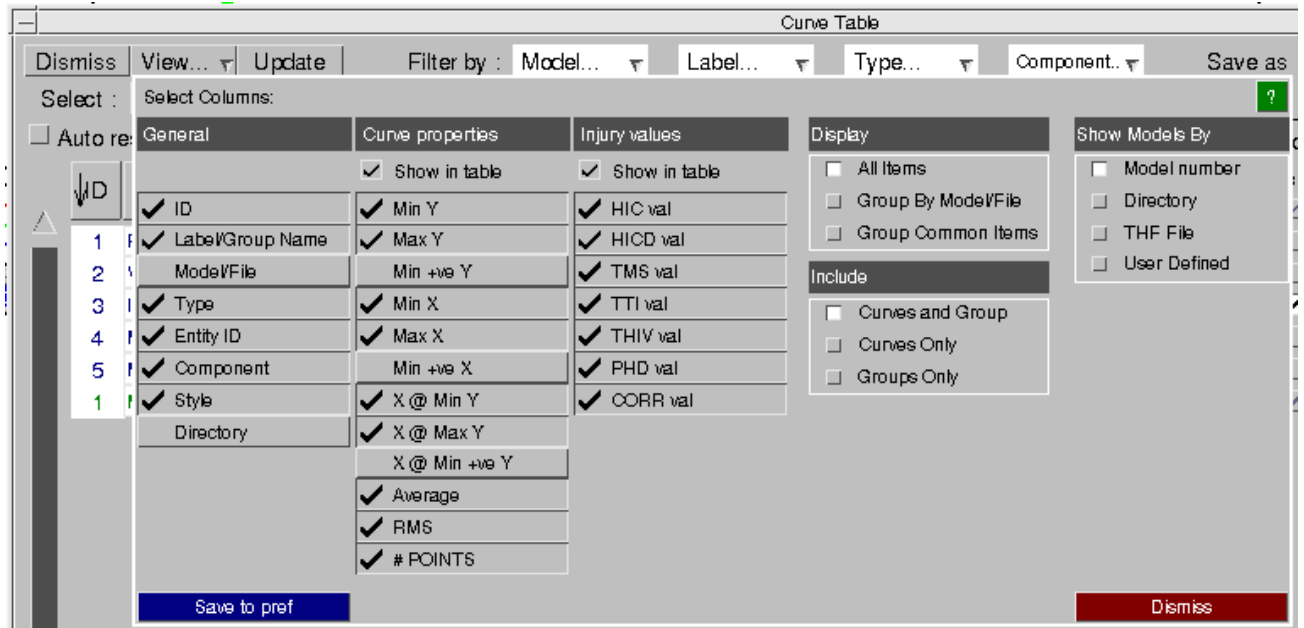 Curve Table
Dismiss View... Update Filter by : Model... Label... Type... Component.. Save as
Select : Select Columns: ?
Auto re
General
ID
Label/Group Name
Model/File
Type
Entity ID
Component
Style
Directory
Curve properties
Show in table
Min Y
Max Y
Min +ve Y
Min X
Max X
Min +ve X
X @ Min Y
X @ Max Y
X @ Min +ve Y
Average
RMS
# POINTS
Injury values
Show in table
HIC val
HICD val
TMS val
TTI val
THIV val
PHD val
CORR val
Display
All Items
Group By Model/File
Group Common Items
Include
Curves and Group
Curves Only
Groups Only
Show Models By
Model number
Directory
THF File
User Defined
ID
1
2
3
4
5
1
Save to pref
Dismiss